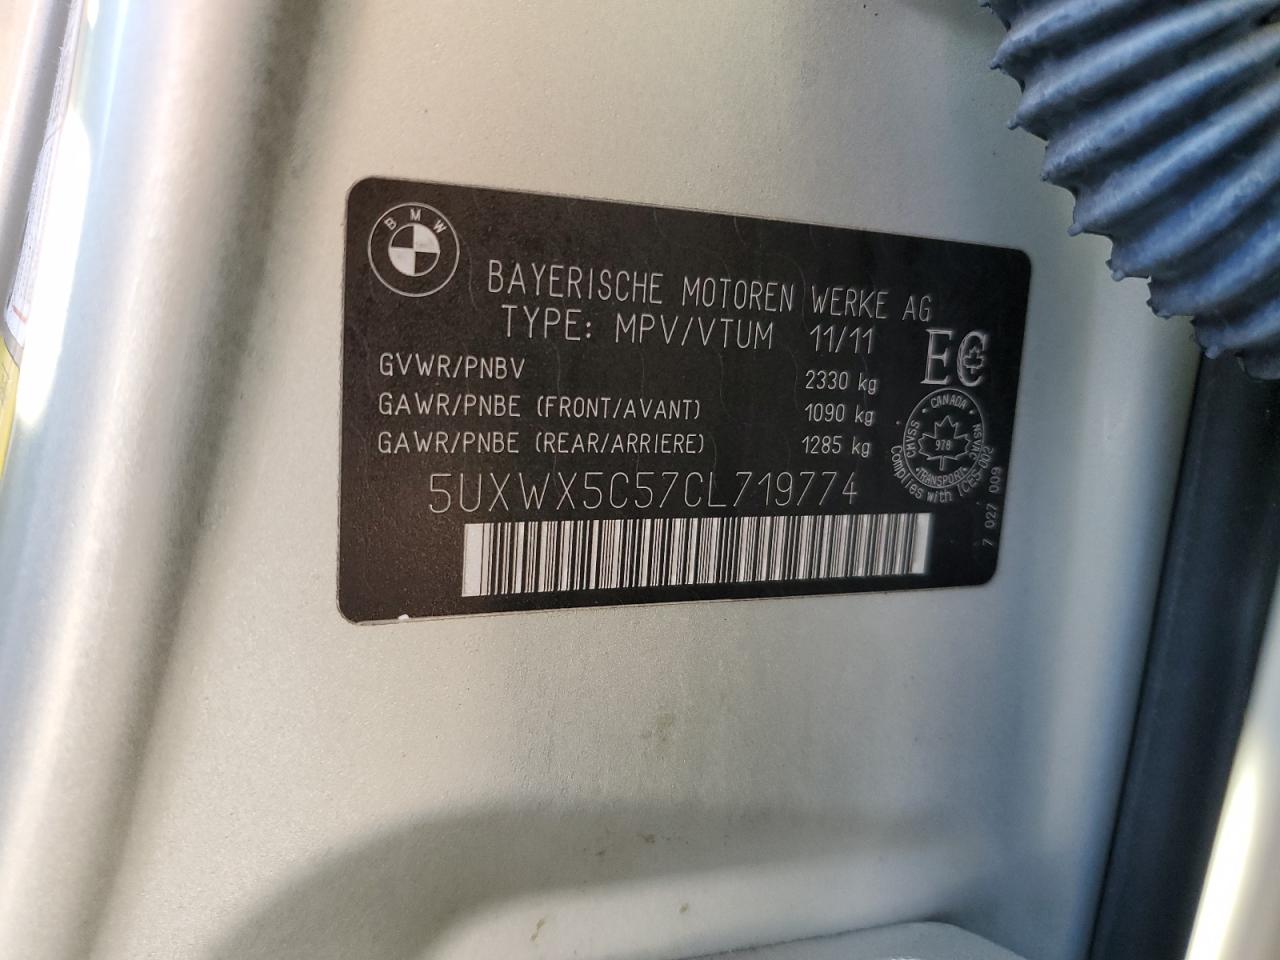 BMW
BAYERISCHE MOTOREN WERKE AG
TYPE: MPV/VTUM 11/11
EC
GVWR/PNBV 2330 kg
GAWR/PNBE (FRONT/AVANT) 1090 kg
GAWR/PNBE (REAR/ARRIERE) 1285 kg
CANADA
CMVSS
NSVAC
978
TRANSPORT
Complies with ICES-002
5UXWX5C57CL719774
7 027 009